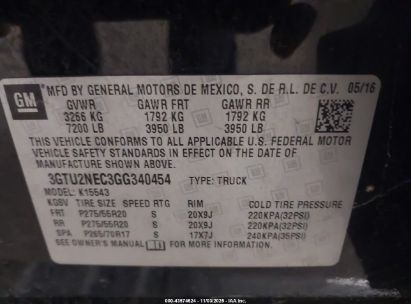 GM
MFD BY GENERAL MOTORS DE MEXICO, S. DE R.L. DE C.V. 05/16
GVWR GAWR FRT GAWR RR
3266 KG 1792 KG 1792 KG
7200 LB 3950 LB 3950 LB
THIS VEHICLE CONFORMS TO ALL APPLICABLE U.S. FEDERAL MOTOR
VEHICLE SAFETY STANDARDS IN EFFECT ON THE DATE OF
MANUFACTURE SHOWN ABOVE.
3GTU2NEC3GG340454 TYPE: TRUCK
MODEL: K15543
KGSV TIRE SIZE SPEED RTG RIM COLD TIRE PRESSURE
FRT P275/55R20 S 20X9J 220KPA(32PSI)
RR P275/55R20 S 20X9J 220KPA(32PSI)
SPA P265/70R17 S 17X7J 240KPA(35PSI)
SEE OWNER'S MANUAL FOR MORE INFORMATION.